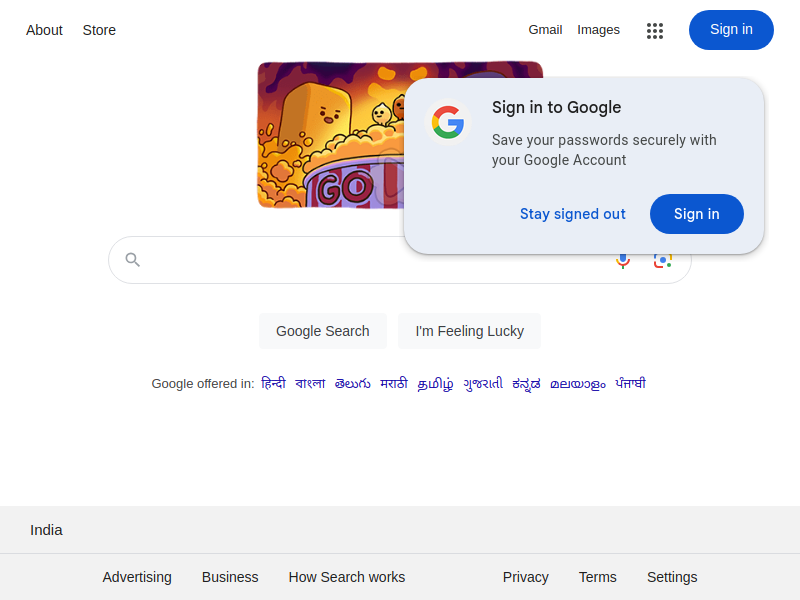 About Store Gmail Images Sign in
GO
Sign in to Google
Save your passwords securely with
your Google Account
Stay signed out Sign in
Google Search I'm Feeling Lucky
Google offered in: हिन्दी বাংলা తెలుగు मराठी தமிழ் ગુજરાતી ಕನ್ನಡ മലയാളം ਪੰਜਾਬੀ
India
Advertising Business How Search works Privacy Terms Settings